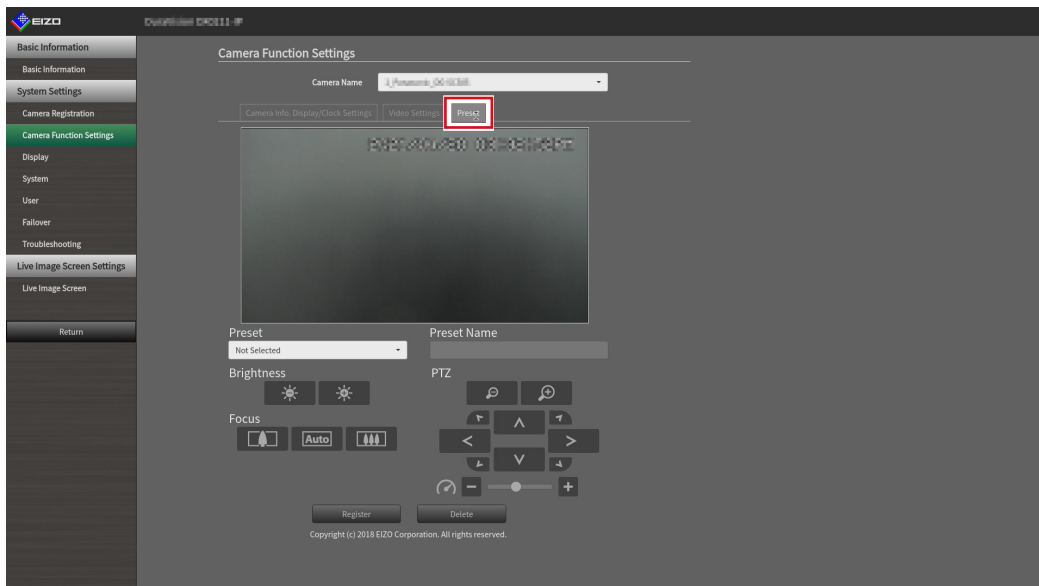 EIZO
Basic Information
Basic Information
System Settings
Camera Registration
Camera Function Settings
Display
System
User
Failover
Troubleshooting
Live Image Screen Settings
Live Image Screen
Return
Camera Function Settings
Camera Name
Camera Info. Display/Clock Settings
Video Settings
Preset
Preset
Preset Name
Not Selected
Brightness
PTZ
Focus
Auto
Register
Delete
Copyright (c) 2018 EIZO Corporation. All rights reserved.